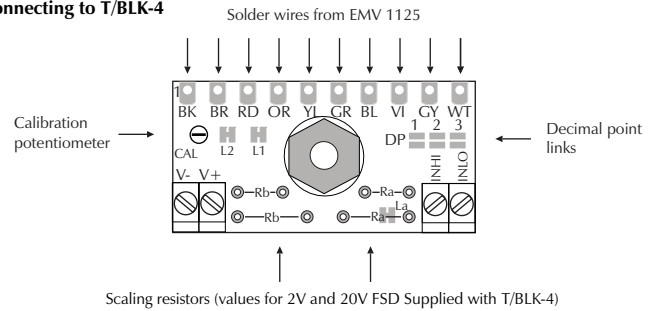 onnecting to T/BLK-4
Solder wires from EMV 1125
1
BK BR RD OR YL GR BL VI GY WT
1 2 3
DP
Calibration
potentiometer
Decimal point
links
CAL
L2 L1
INHI
INLO
V- V+
Rb
Ra
La
Rb
Ra
Scaling resistors (values for 2V and 20V FSD Supplied with T/BLK-4)